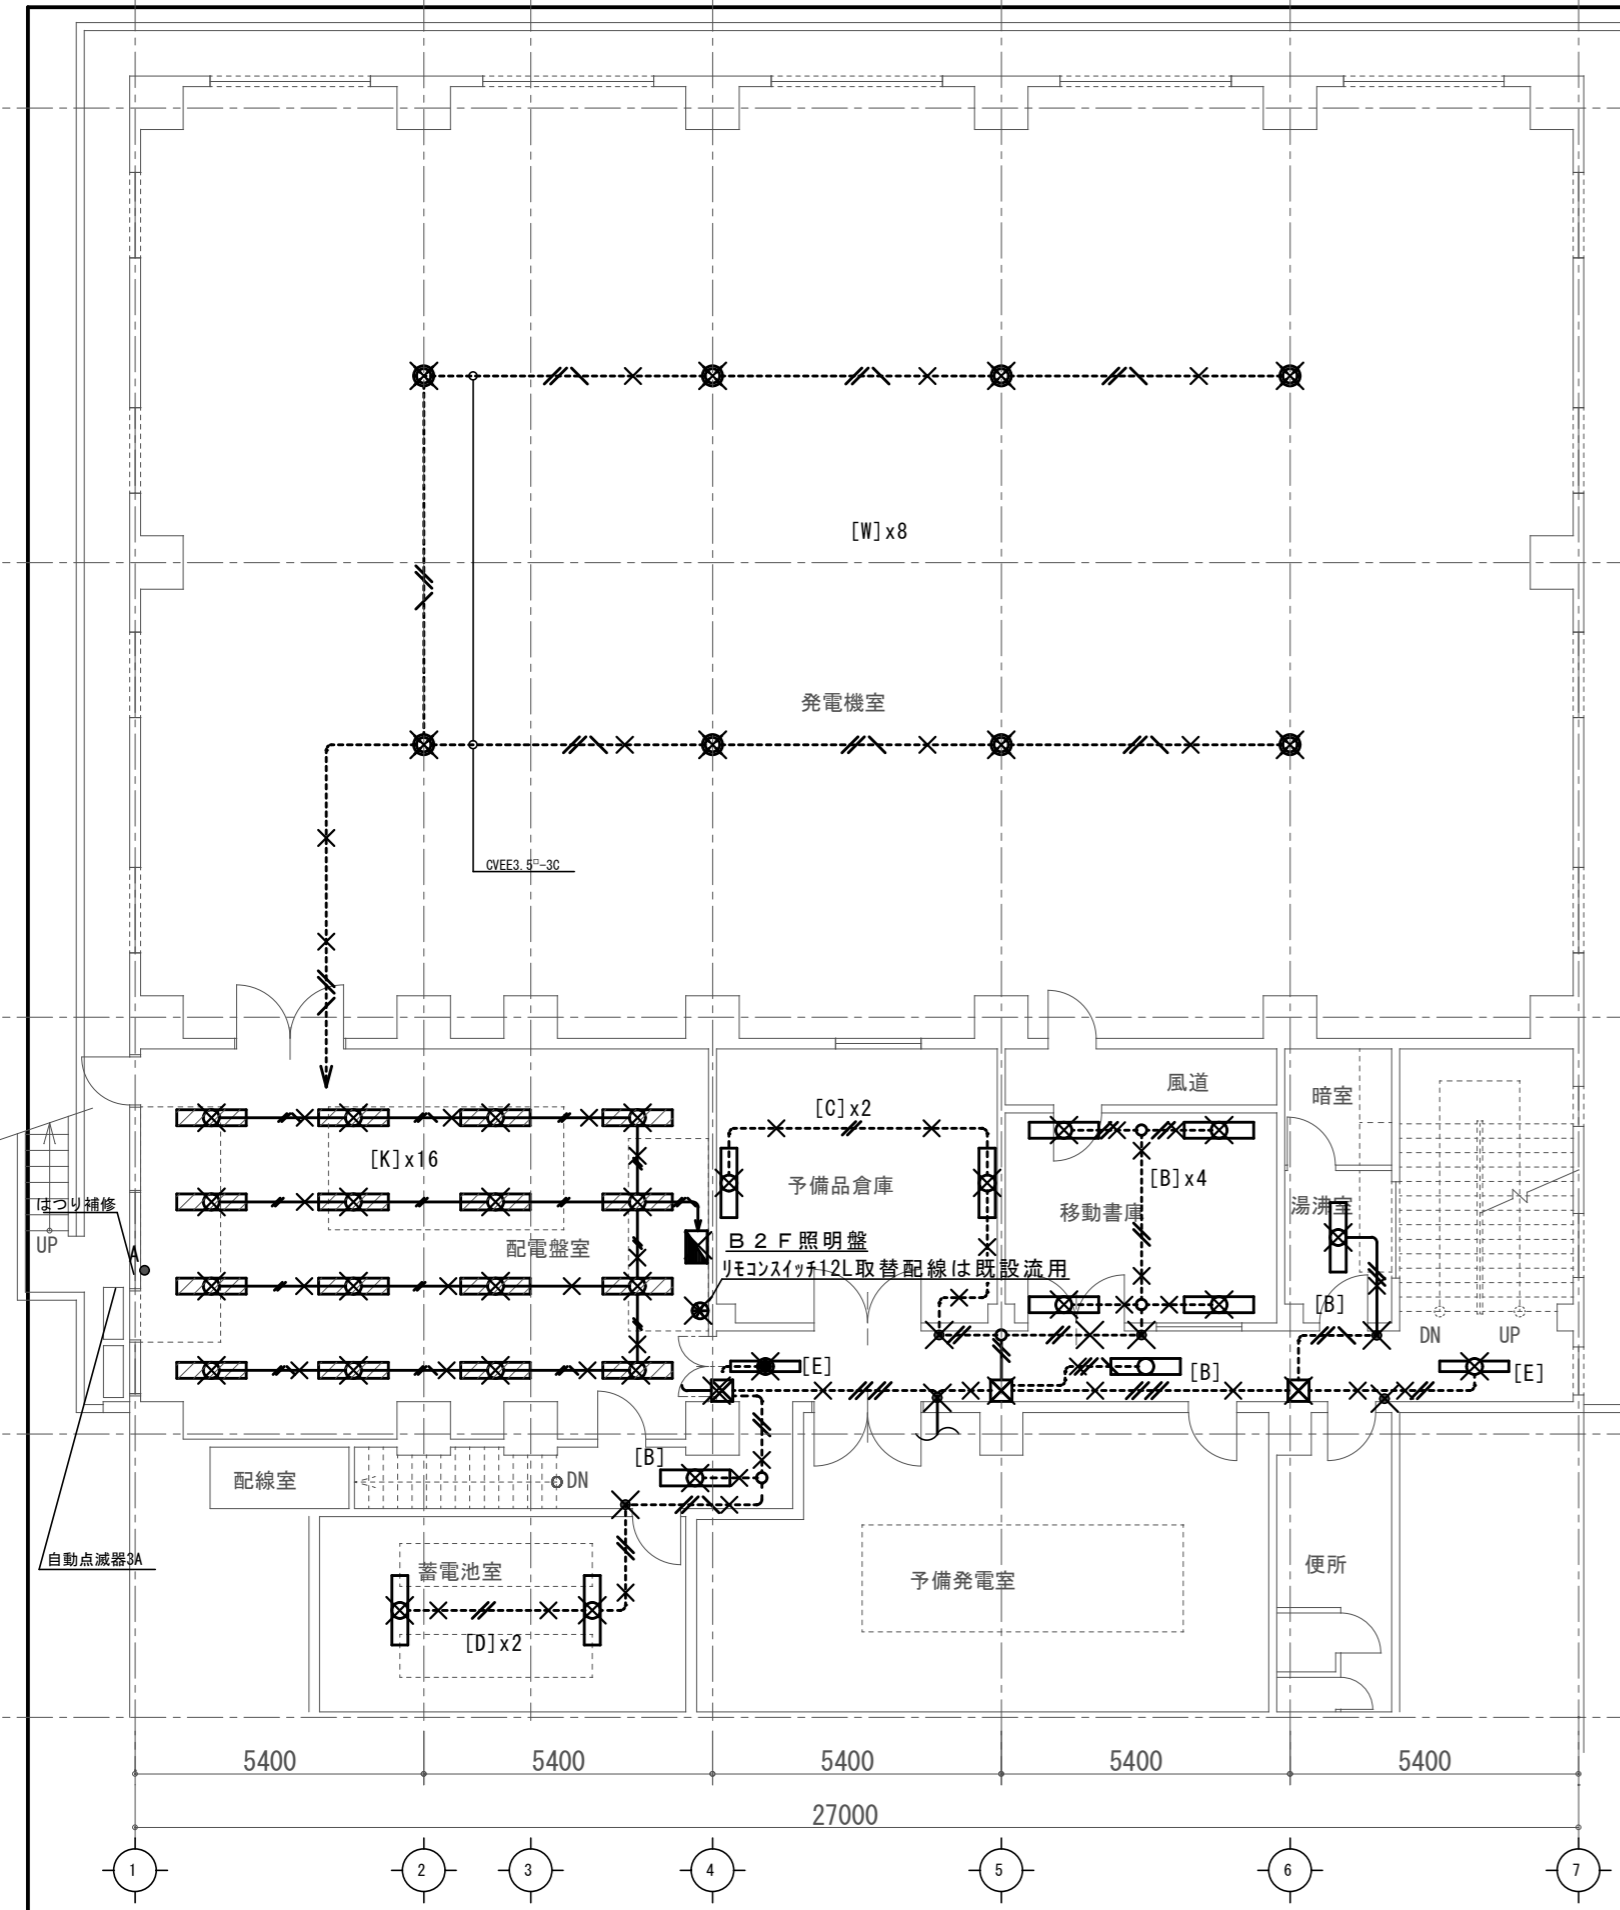 [W]x8
発電機室
CVEE3.5□-3C
風道
暗室
[C]x2
[K]x16
[B]x4
予備品倉庫
はつり補修
移動書庫
湯沸室
UP
A
配電盤室
B2F照明盤
リモコンスイッチ12L取替配線は既設流用
[B]
DN
UP
[E]
[B]
[E]
[B]
配線室
DN
自動点滅器3A
蓄電池室
予備発電室
便所
[D]x2
5400
5400
5400
5400
5400
27000
1
2
3
4
5
6
7